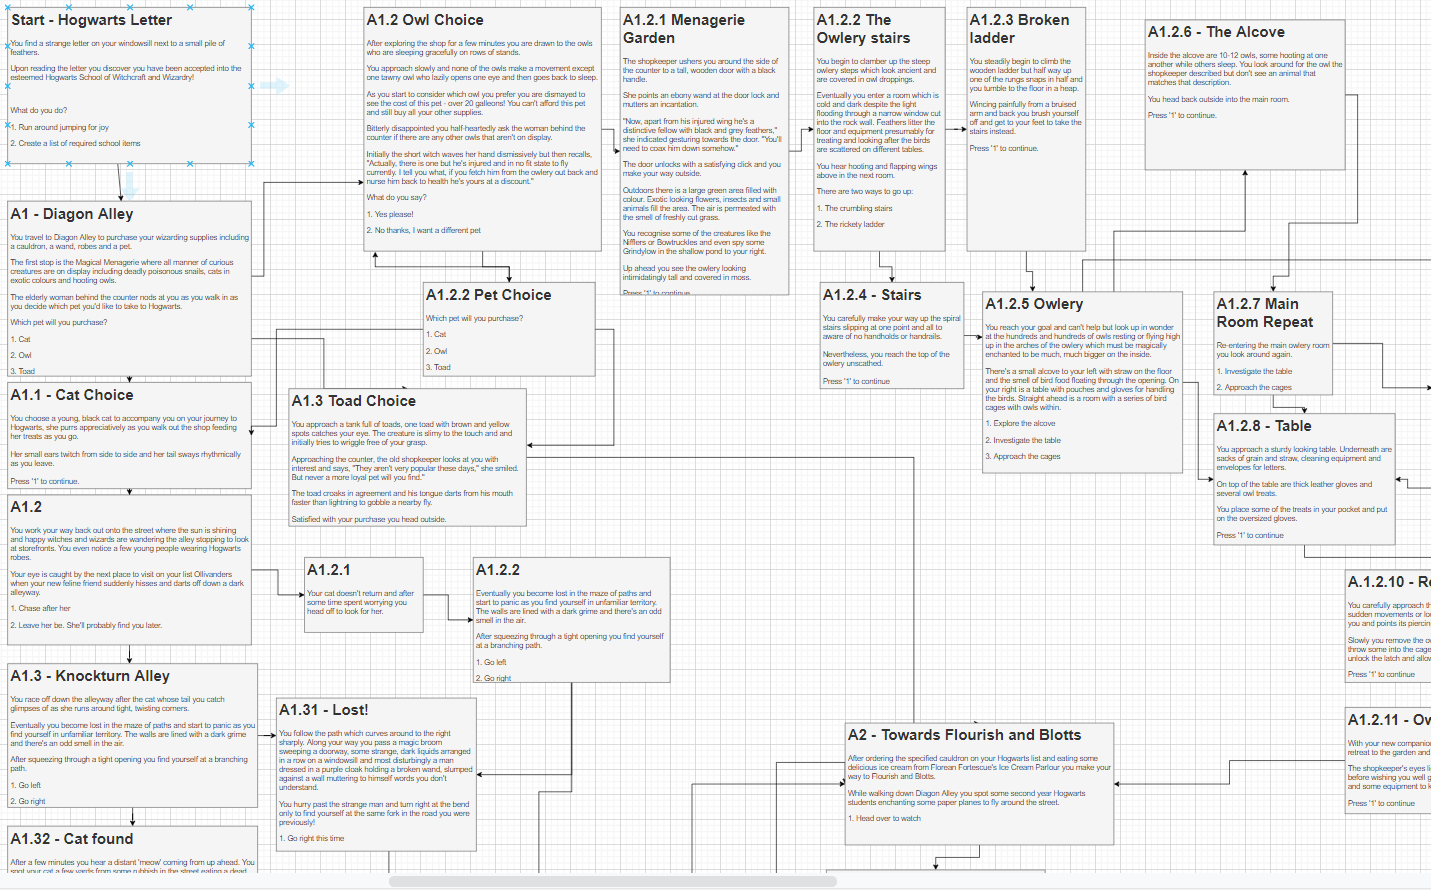 Start - Hogwarts Letter
You find a strange letter on your windowsill next to a small pile of
feathers.
Upon reading the letter you discover you have been accepted into the
esteemed Hogwarts School of Witchcraft and Wizardry!
What do you do?
1. Run around jumping for joy
2. Create a list of required school items
A1 - Diagon Alley
You travel to Diagon Alley to purchase your wizarding supplies including
a cauldron, a wand, robes and a pet.
The first stop is the Magical Menagerie where all manner of curious
creatures are on display including deadly poisonous snails, cats in
exotic colours and hooting owls.
The elderly woman behind the counter nods at you as you walk in as
you decide which pet you'd like to take to Hogwarts.
Which pet will you purchase?
1. Cat
2. Owl
3. Toad
A1.1 - Cat Choice
You choose a young, black cat to accompany you on your journey to
Hogwarts, she purrs appreciatively as you walk out the shop feeding
her treats as you go.
Her small ears twitch from side to side and her tail sways rhythmically
as you leave.
Press '1' to continue.
A1.2
You work your way back out onto the street where the sun is shining
and happy witches and wizards are wandering the alley stopping to look
at storefronts. You even notice a few young people wearing Hogwarts
robes.
Your eye is caught by the next place to visit on your list Ollivanders
when your new feline friend suddenly hisses and darts off down a dark
alleyway.
1. Chase after her
2. Leave her be. She'll probably find you later.
A1.3 - Knockturn Alley
You race off down the alleyway after the cat whose tail you catch
glimpses of as she runs around tight, twisting corners.
Eventually you become lost in the maze of paths and start to panic as you
find yourself in unfamiliar territory. The walls are lined with a dark grime
and there's an odd smell in the air.
After squeezing through a tight opening you find yourself at a branching
path.
1. Go left
2. Go right
A1.32 - Cat found
After a few minutes you hear a distant 'meow' coming from up ahead. You
spot your cat a few yards from some rubbish in the street eating a dead
A1.2 Owl Choice
After exploring the shop for a few minutes you are drawn to the owls
who are sleeping gracefully on rows of stands.
You approach slowly and none of the owls make a movement except
one tawny owl who lazily opens one eye and then goes back to sleep.
As you start to consider which owl you prefer you are dismayed to
see the cost of this pet - over 20 galleons! You can't afford this pet
and still buy all your other supplies.
Bitterly disappointed you half-heartedly ask the woman behind the
counter if there are any other owls that aren't on display.
Initially the short witch waves her hand dismissively but then recalls,
"Actually, there is one but he's injured and in no fit state to fly
currently. I tell you what, if you fetch him from the owlery out back and
nurse him back to health he's yours at a discount."
What do you say?
1. Yes please!
2. No thanks, I want a different pet
A1.2.2 Pet Choice
Which pet will you purchase?
1. Cat
2. Owl
3. Toad
A1.3 Toad Choice
You approach a tank full of toads, one toad with brown and yellow
spots catches your eye. The creature is slimy to the touch and and
initially tries to wriggle free of your grasp.
Approaching the counter, the old shopkeeper looks at you with
interest and says, "They aren't very popular these days," she smiled.
But never a more loyal pet will you find."
The toad croaks in agreement and his tongue darts from his mouth
faster than lightning to gobble a nearby fly.
Satisfied with your purchase you head outside.
A1.2.1
Your cat doesn't return and after
some time spent worrying you
head off to look for her.
A1.2.2
Eventually you become lost in the maze of paths and
start to panic as you find yourself in unfamiliar territory.
The walls are lined with a dark grime and there's an odd
smell in the air.
After squeezing through a tight opening you find yourself
at a branching path.
1. Go left
2. Go right
A1.31 - Lost!
You follow the path which curves around to the right
sharply. Along your way you pass a magic broom
sweeping a doorway, some strange, dark liquids arranged
in a row on a windowsill and most disturbingly a man
dressed in a purple cloak holding a broken wand, slumped
against a wall muttering to himself words you don't
understand.
You hurry past the strange man and turn right at the bend
only to find yourself at the same fork in the road you were
previously!
1. Go right this time
A1.2.1 Menagerie
Garden
The shopkeeper ushers you around the side of
the counter to a tall, wooden door with a black
handle.
She points an ebony wand at the door lock and
mutters an incantation.
"Now, apart from his injured wing he's a
distinctive fellow with black and grey feathers,"
she indicated gesturing towards the door. "You'll
need to coax him down somehow."
The door unlocks with a satisfying click and you
make your way outside.
Outdoors there is a large green area filled with
colour. Exotic looking flowers, insects and small
animals fill the area. The air is permeated with
the smell of freshly cut grass.
You recognise some of the creatures like the
Nifflers or Bowtruckles and even spy some
Grindylow in the shallow pond to your right.
Up ahead you see the owlery looking
intimidatingly tall and covered in moss.
Press '1' to continue
A1.2.2 The
Owlery stairs
You begin to clamber up the steep
owlery steps which look ancient and
are covered in owl droppings.
Eventually you enter a room which is
cold and dark despite the light
flooding through a narrow window cut
into the rock wall. Feathers litter the
floor and equipment presumably for
treating and looking after the birds
are scattered on different tables.
You hear hooting and flapping wings
above in the next room.
There are two ways to go up:
1. The crumbling stairs
2. The rickety ladder
A1.2.3 Broken
ladder
You steadily begin to climb the
wooden ladder but half way up
one of the rungs snaps in half and
you tumble to the floor in a heap.
Wincing painfully from a bruised
arm and back you brush yourself
off and get to your feet to take the
stairs instead.
Press '1' to continue.
A1.2.6 - The Alcove
Inside the alcove are 10-12 owls, some hooting at one
another while others sleep. You look around for the owl the
shopkeeper described but don't see an animal that
matches that description.
You head back outside into the main room.
Press '1' to continue.
A1.2.4 - Stairs
You carefully make your way up the spiral
stairs slipping at one point and all to
aware of no handholds or handrails.
Nevertheless, you reach the top of the
owlery unscathed.
Press '1' to continue
A1.2.5 Owlery
You reach your goal and can't help but look up in wonder
at the hundreds and hundreds of owls resting or flying high
up in the arches of the owlery which must be magically
enchanted to be much, much bigger on the inside.
There's a small alcove to your left with straw on the floor
and the smell of bird food floating through the opening. On
your right is a table with pouches and gloves for handling
the birds. Straight ahead is a room with a series of bird
cages with owls within.
1. Explore the alcove
2. Investigate the table
3. Approach the cages
A1.2.7 Main
Room Repeat
Re-entering the main owlery room
you look around again.
1. Investigate the table
2. Approach the cages
A1.2.8 - Table
You approach a sturdy looking table. Underneath are
sacks of grain and straw, cleaning equipment and
envelopes for letters.
On top of the table are thick leather gloves and
several owl treats.
You place some of the treats in your pocket and put
on the oversized gloves.
Press '1' to continue
A.1.2.10 - Re
You carefully approach th
sudden movements or lo
you and points its piercin
Slowly you remove the o
throw some into the cage
unlock the latch and allow
Press '1' to continue
A1.2.11 - Ow
With your new companion
retreat to the garden and
The shopkeeper's eyes li
before wishing you well g
and some equipment to k
Press '1' to continue
A2 - Towards Flourish and Blotts
After ordering the specified cauldron on your Hogwarts list and eating some
delicious ice cream from Florean Fortesque's Ice Cream Parlour you make your
way to Flourish and Blotts.
While walking down Diagon Alley you spot some second year Hogwarts
students enchanting some paper planes to fly around the street.
1. Head over to watch